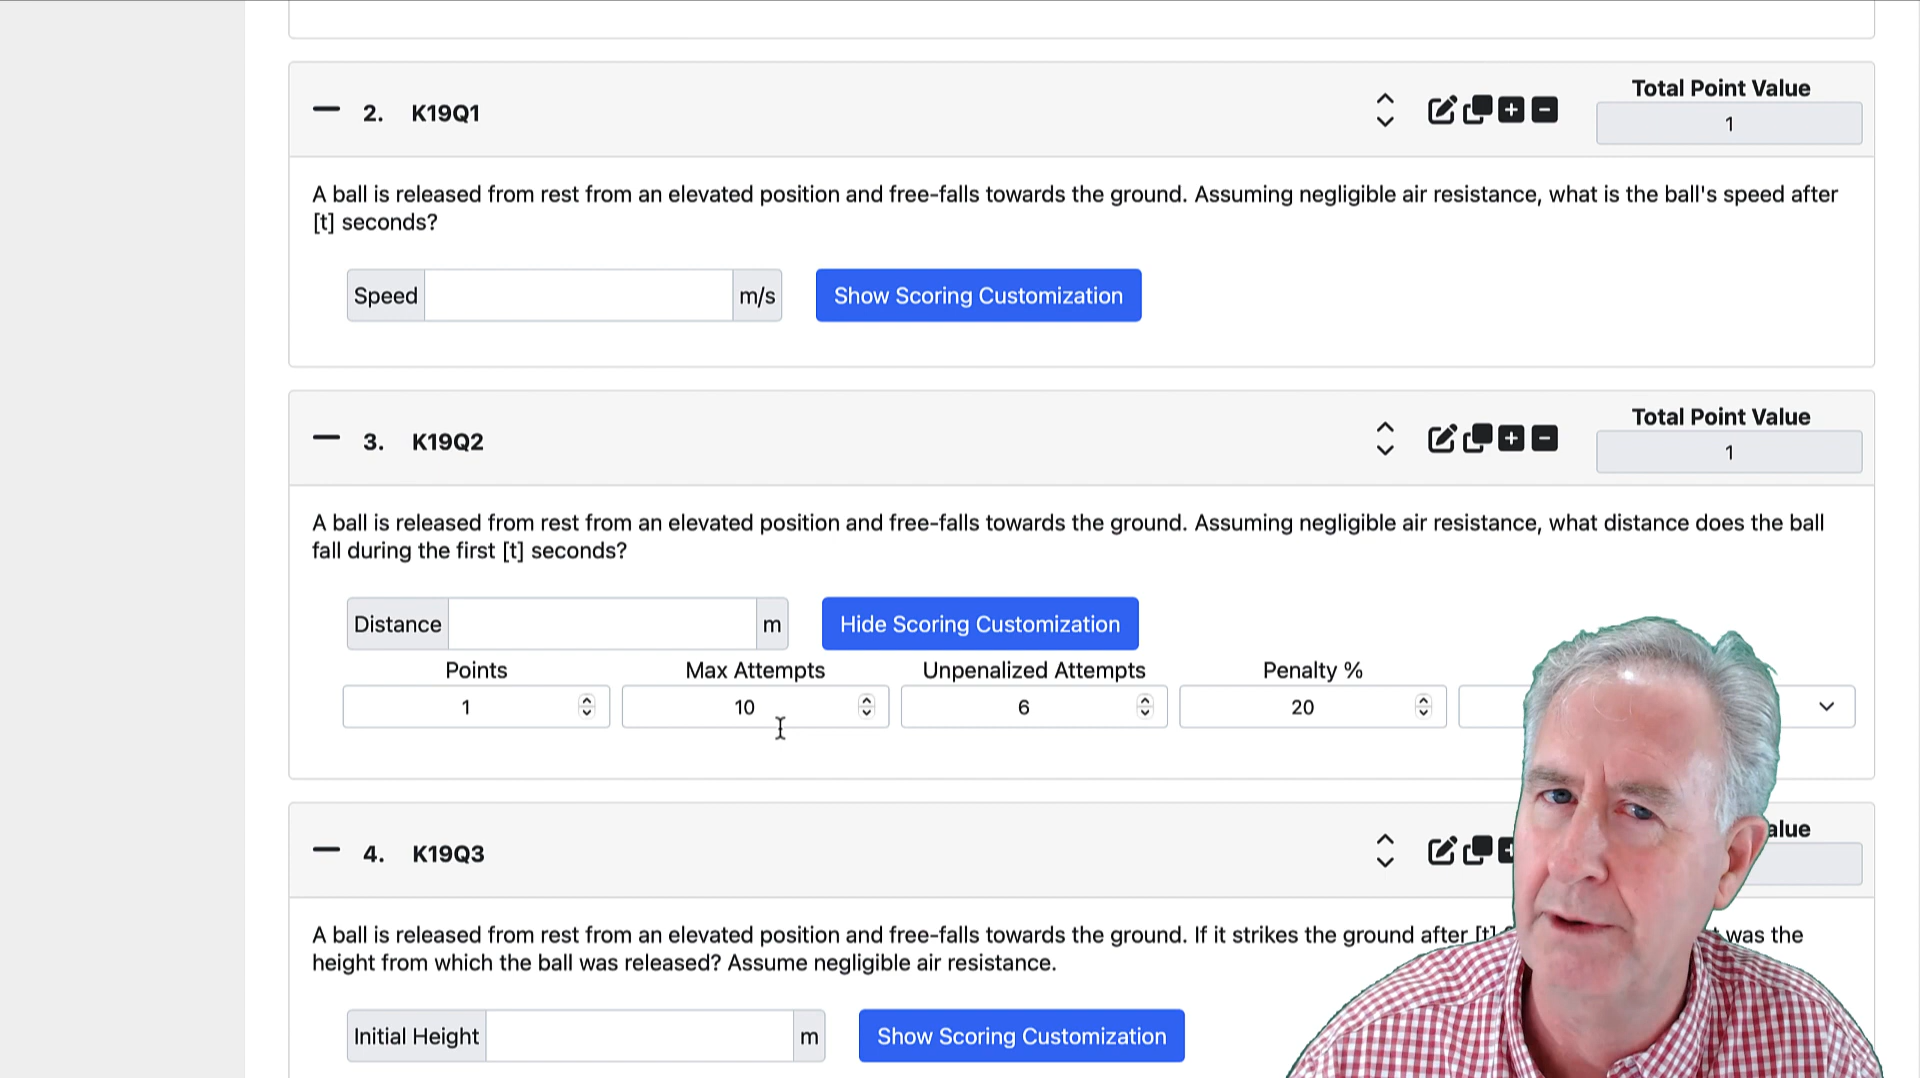 2. K19Q1
Total Point Value
1
A ball is released from rest from an elevated position and free-falls towards the ground. Assuming negligible air resistance, what is the ball's speed after
[t] seconds?
Speed
m/s
Show Scoring Customization
3. K19Q2
Total Point Value
1
A ball is released from rest from an elevated position and free-falls towards the ground. Assuming negligible air resistance, what distance does the ball
fall during the first [t] seconds?
Distance
m
Hide Scoring Customization
Points
Max Attempts
Unpenalized Attempts
Penalty %
1
10
6
20
4. K19Q3
alue
A ball is released from rest from an elevated position and free-falls towards the ground. If it strikes the ground after [t] was the
height from which the ball was released? Assume negligible air resistance.
Initial Height
m
Show Scoring Customization